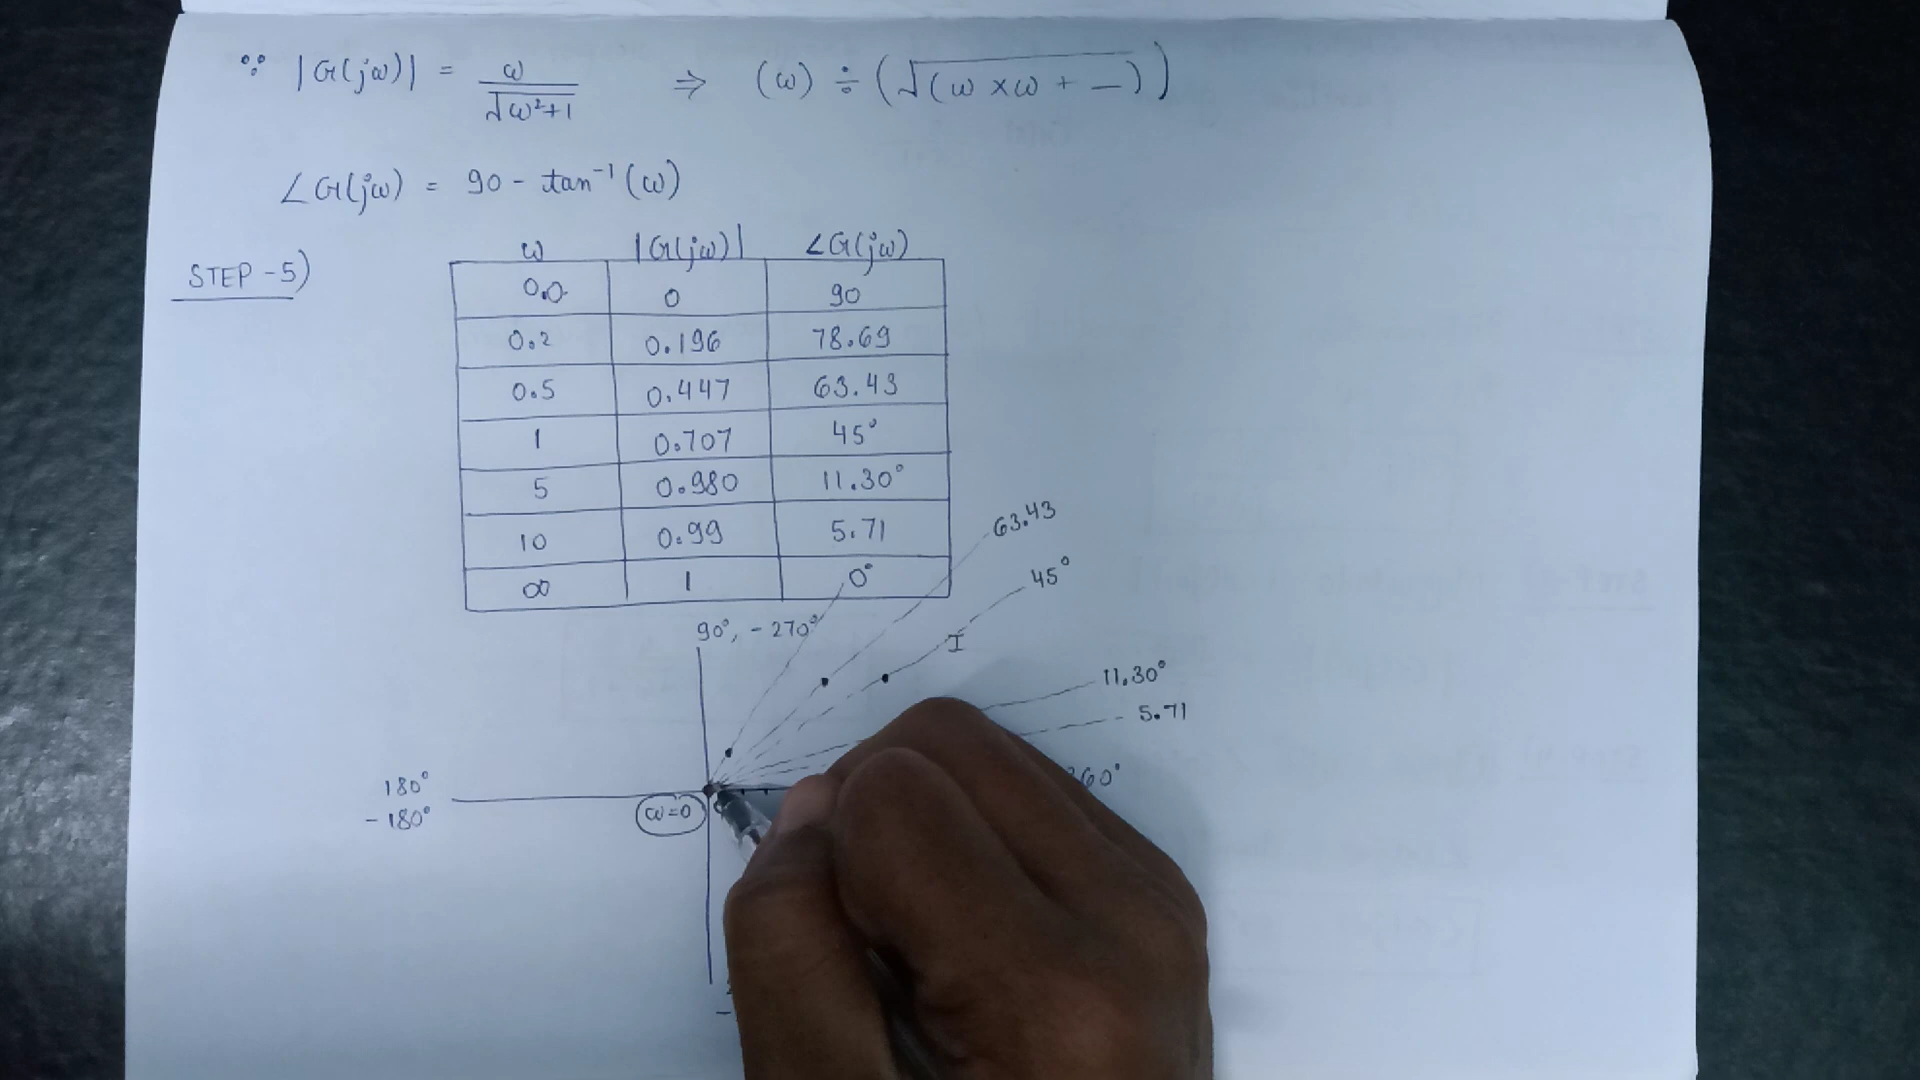 ∵ |G(jω)| = ω / √ω²+1 ⇒ (ω) ÷ (√(ω×ω + —))
∠G(jω) = 90 - tan⁻¹(ω)
STEP -5)
ω |G(jω)| ∠G(jω)
0.0 0 90
0.2 0.196 78.69
0.5 0.447 63.43
1 0.707 45°
5 0.980 11.30°
10 0.99 5.71
∞ 1 0°
63.43
45°
90°, - 270°
I
11.30°
5.71
180°
- 180°
ω=0
360°